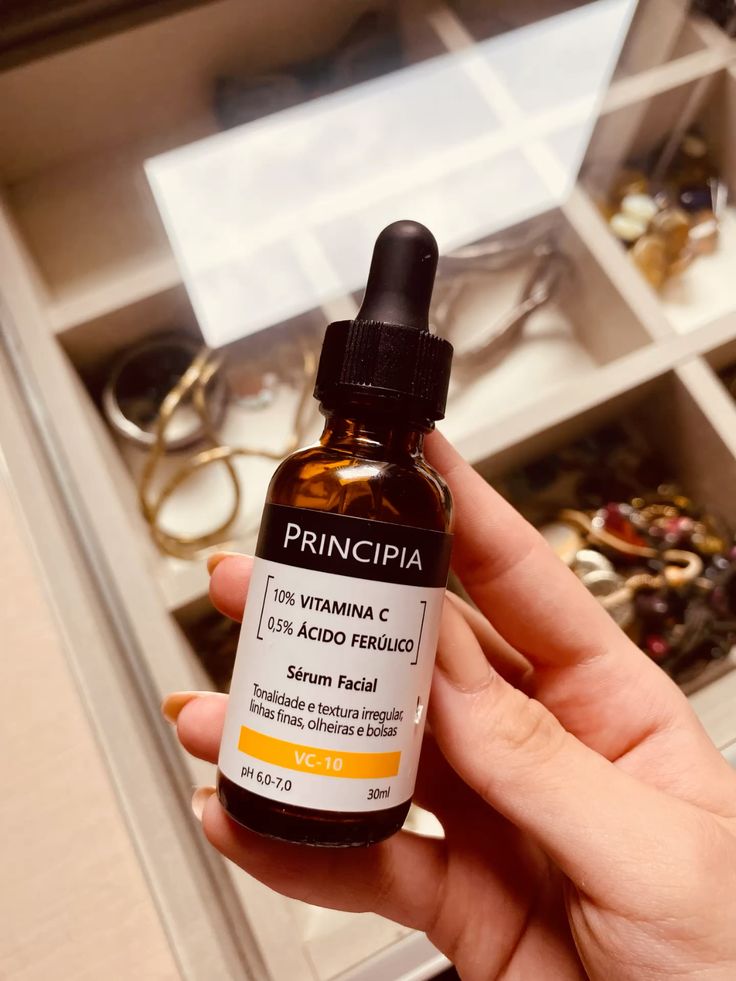 PRINCIPIA
10% VITAMINA C
0,5% ÁCIDO FERÚLICO
Sérum Facial
Tonalidade e textura irregular,
linhas finas, olheiras e bolsas
VC-10
pH 6,0-7,0
30ml